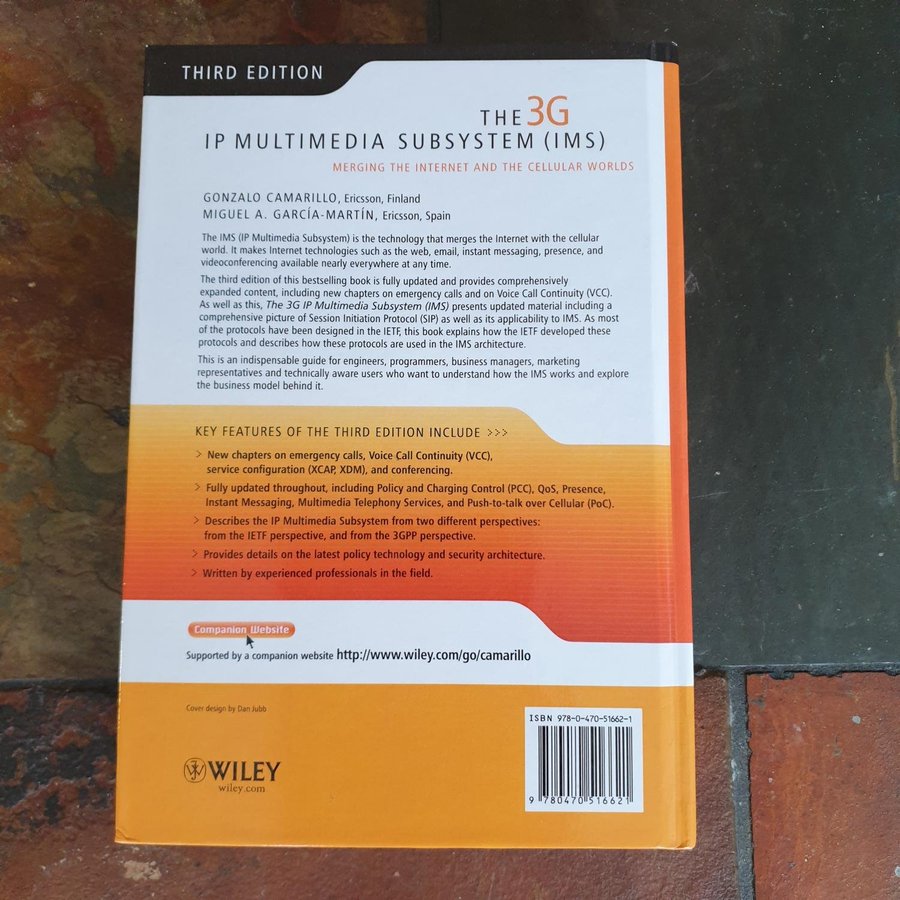 THIRD EDITION
THE 3G
IP MULTIMEDIA SUBSYSTEM (IMS)
MERGING THE INTERNET AND THE CELLULAR WORLDS
GONZALO CAMARILLO, Ericsson, Finland
MIGUEL A. GARCÍA-MARTÍN, Ericsson, Spain
The IMS (IP Multimedia Subsystem) is the technology that merges the Internet with the cellular
world. It makes Internet technologies such as the web, email, instant messaging, presence, and
videoconferencing available nearly everywhere at any time.
The third edition of this bestselling book is fully updated and provides comprehensively
expanded content, including new chapters on emergency calls and on Voice Call Continuity (VCC).
As well as this, The 3G IP Multimedia Subsystem (IMS) presents updated material including a
comprehensive picture of Session Initiation Protocol (SIP) as well as its applicability to IMS. As most
of the protocols have been designed in the IETF, this book explains how the IETF developed these
protocols and describes how these protocols are used in the IMS architecture.
This is an indispensable guide for engineers, programmers, business managers, marketing
representatives and technically aware users who want to understand how the IMS works and explore
the business model behind it.
KEY FEATURES OF THE THIRD EDITION INCLUDE >>>
> New chapters on emergency calls, Voice Call Continuity (VCC),
service configuration (XCAP, XDM), and conferencing.
> Fully updated throughout, including Policy and Charging Control (PCC), QoS, Presence,
Instant Messaging, Multimedia Telephony Services, and Push-to-talk over Cellular (PoC).
> Describes the IP Multimedia Subsystem from two different perspectives:
from the IETF perspective, and from the 3GPP perspective.
> Provides details on the latest policy technology and security architecture.
> Written by experienced professionals in the field.
Companion Website
Supported by a companion website http://www.wiley.com/go/camarillo
Cover design by Dan Jubb
WILEY
wiley.com
ISBN 978-0-470-51662-1
9 780470 516621